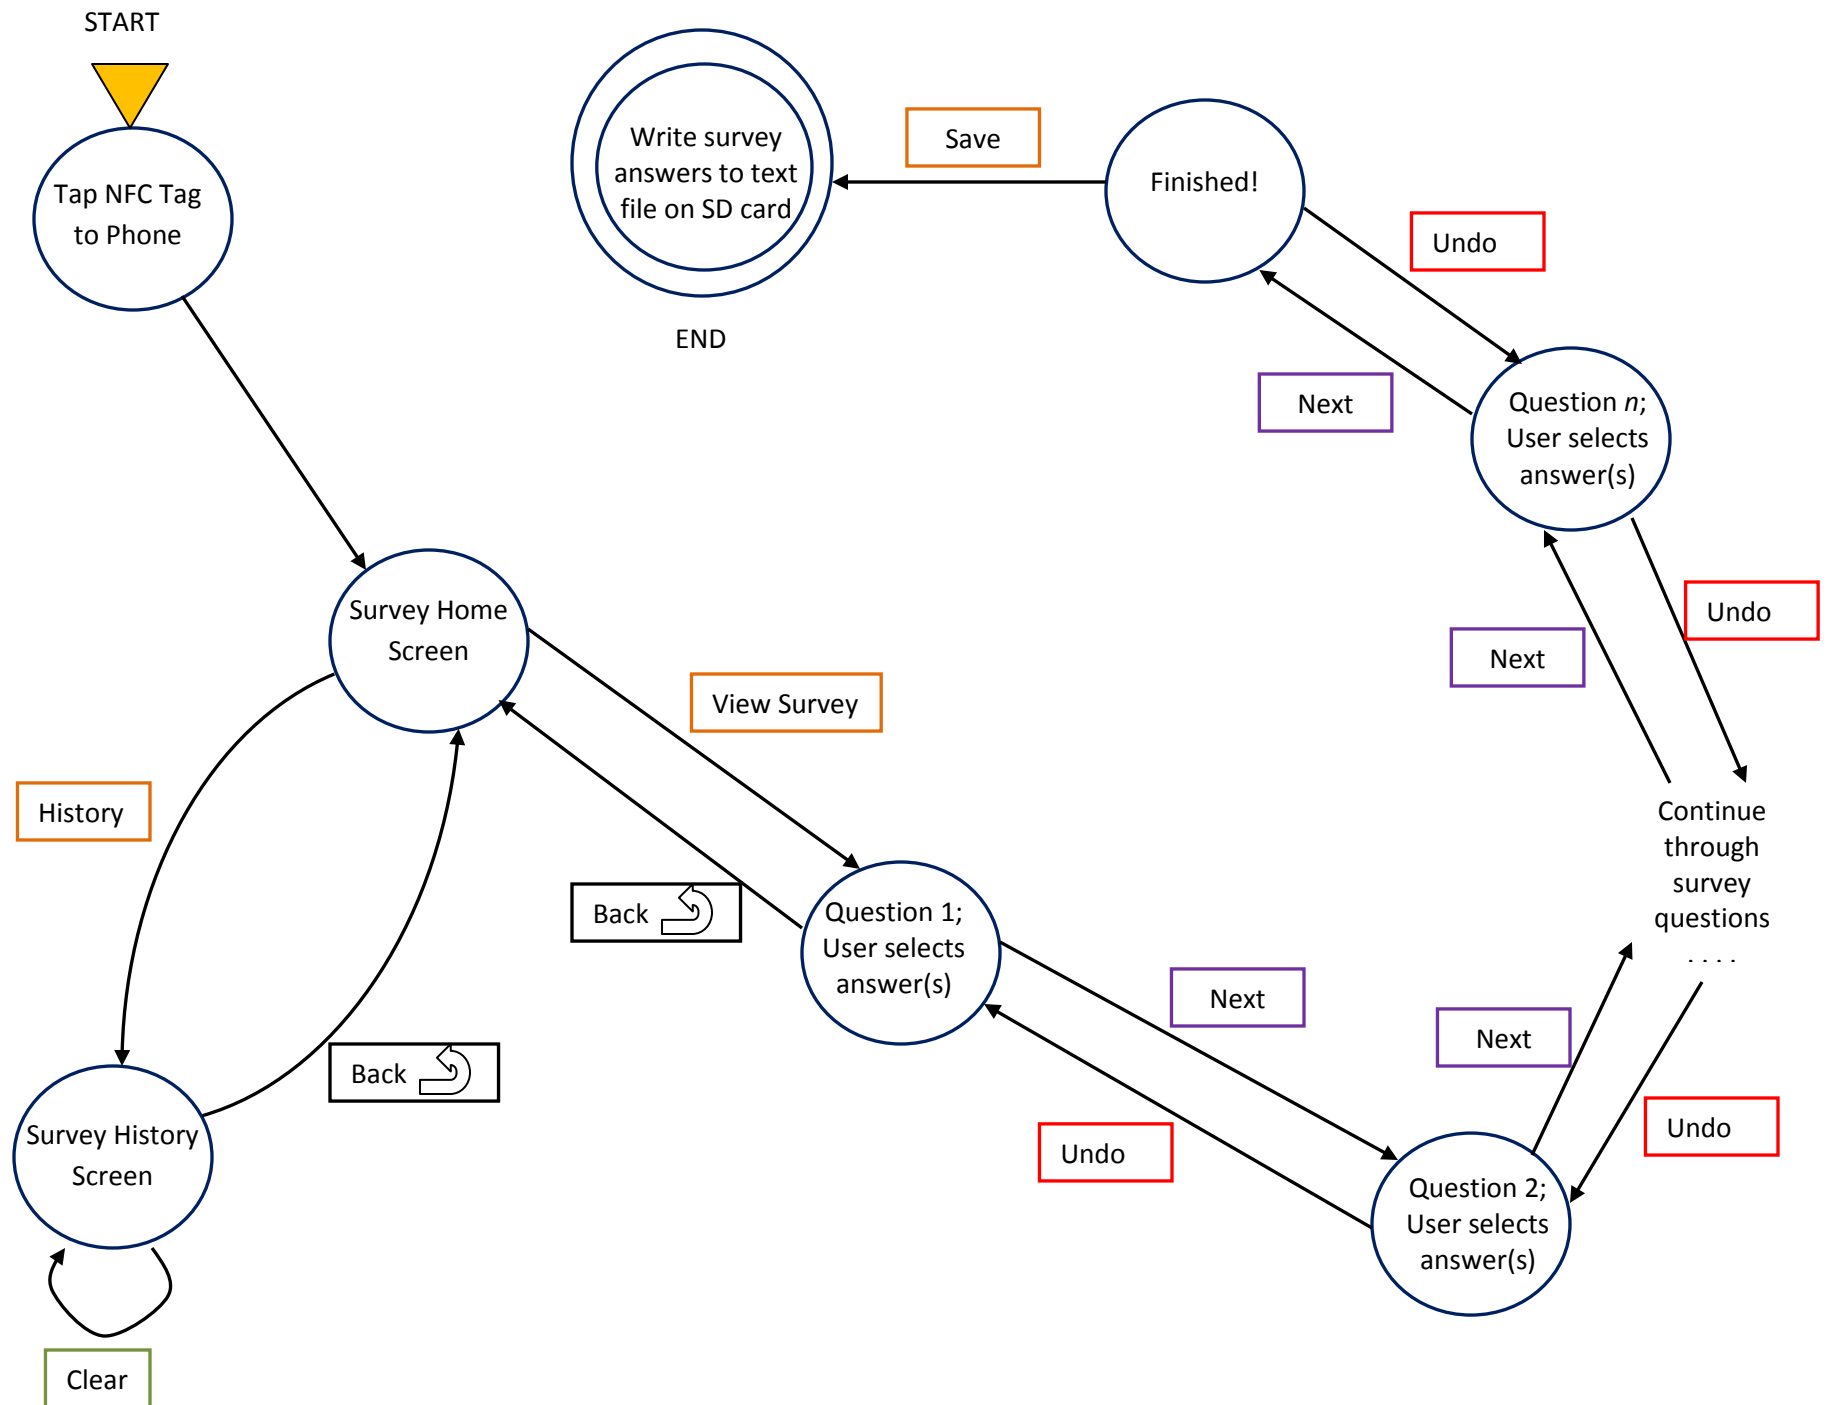 START
Tap NFC Tag
to Phone
Write survey
answers to text
file on SD card
END
Save
Finished!
Undo
Next
Question n;
User selects
answer(s)
Undo
Next
Survey Home
Screen
View Survey
History
Back
Question 1;
User selects
answer(s)
Continue
through
survey
questions
. . . .
Next
Next
Back
Undo
Undo
Survey History
Screen
Question 2;
User selects
answer(s)
Clear